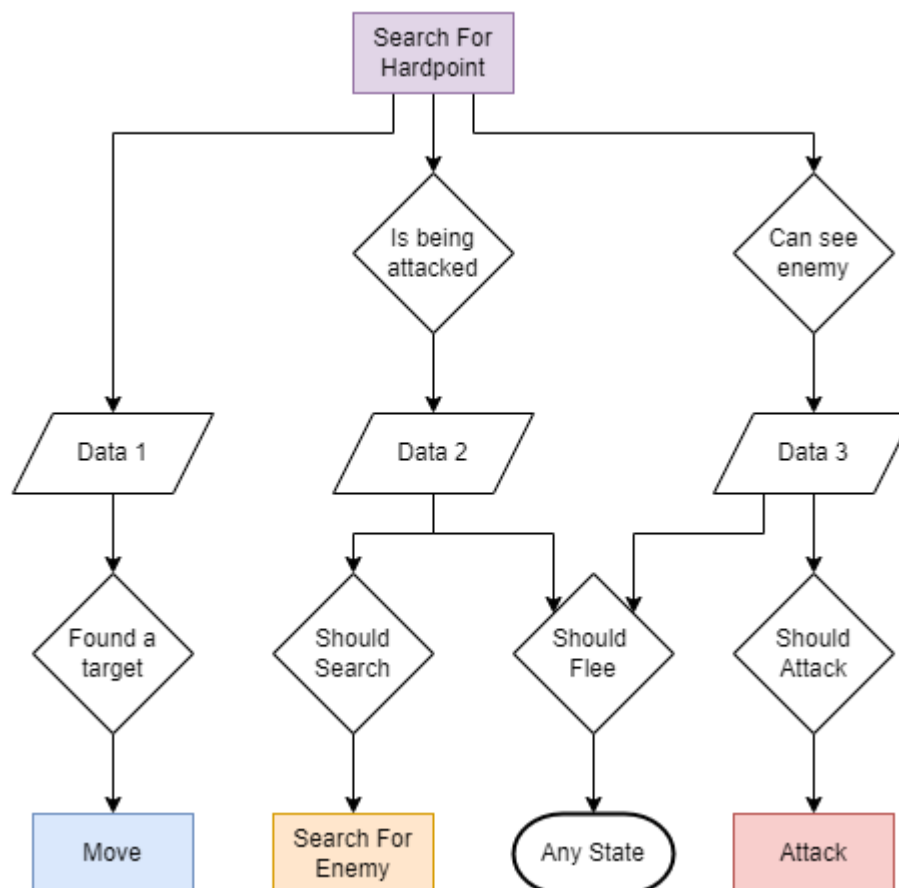 Search For
Hardpoint
Is being
attacked
Can see
enemy
Data 1
Data 2
Data 3
Found a
target
Should
Search
Should
Flee
Should
Attack
Move
Search For
Enemy
Any State
Attack